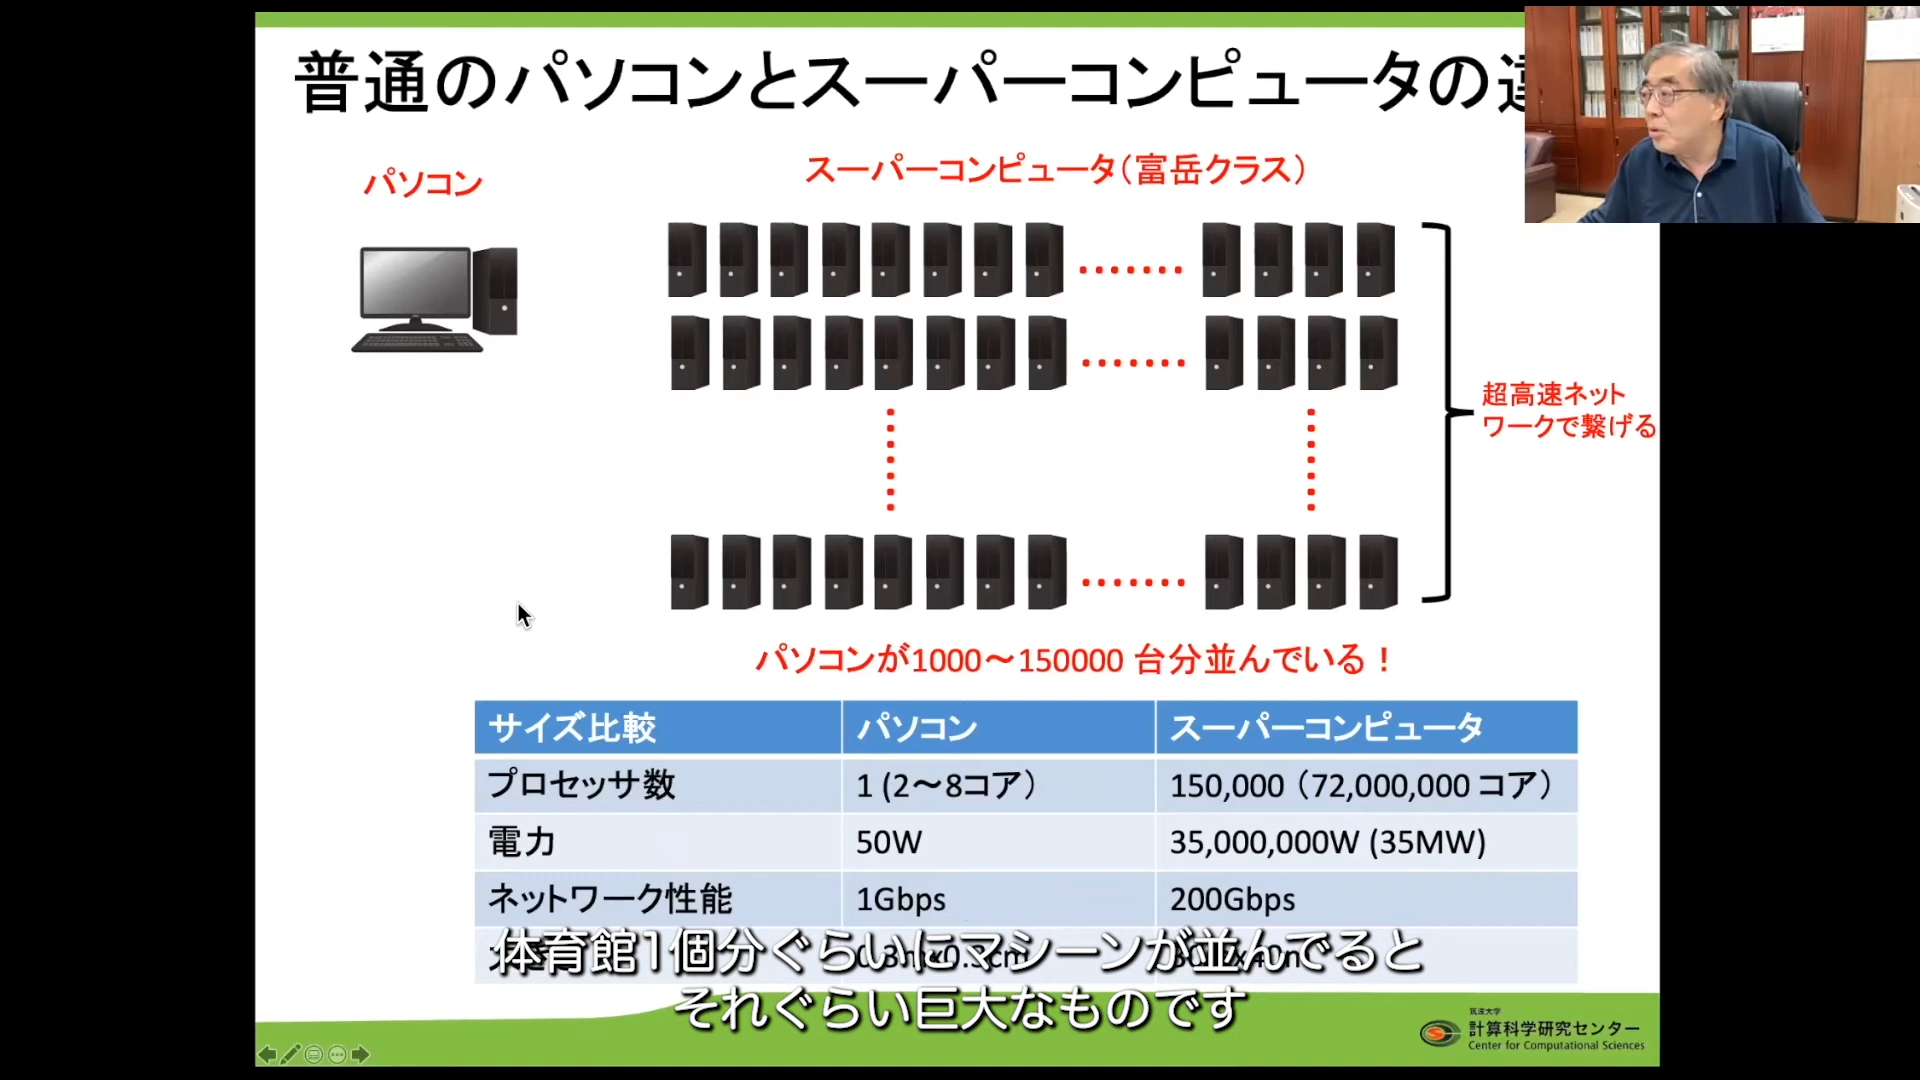 普通のパソコンとスーパーコンピュータの
パソコン
スーパーコンピュータ（富岳クラス）
超高速ネット
ワークで繋げる
パソコンが1000〜150000 台分並んでいる！
サイズ比較 パソコン スーパーコンピュータ
プロセッサ数 1 (2〜8コア） 150,000（72,000,000 コア）
電力 50W 35,000,000W (35MW)
ネットワーク性能 1Gbps 200Gbps
体育館1個分ぐらいにマシーンが並んでると
それぐらい巨大なものです
筑波大学
計算科学研究センター
Center for Computational Sciences